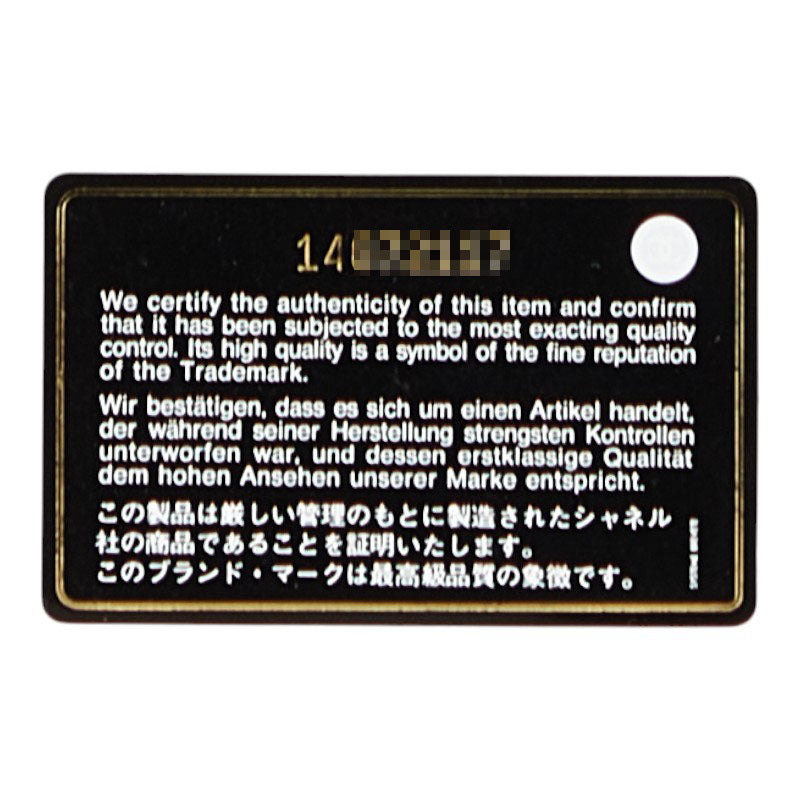 14
We certify the authenticity of this item and confirm
that it has been subjected to the most exacting quality
control. Its high quality is a symbol of the fine reputation
of the Trademark.
Wir bestätigen, dass es sich um einen Artikel handelt,
der während seiner Herstellung strengsten Kontrollen
unterworfen war, und dessen erstklassige Qualität
dem hohen Ansehen unserer Marke entspricht.
この製品は厳しい管理のもとに製造されたシャネル
社の商品であることを証明いたします。
このブランド・マークは最高級品質の象徴です。